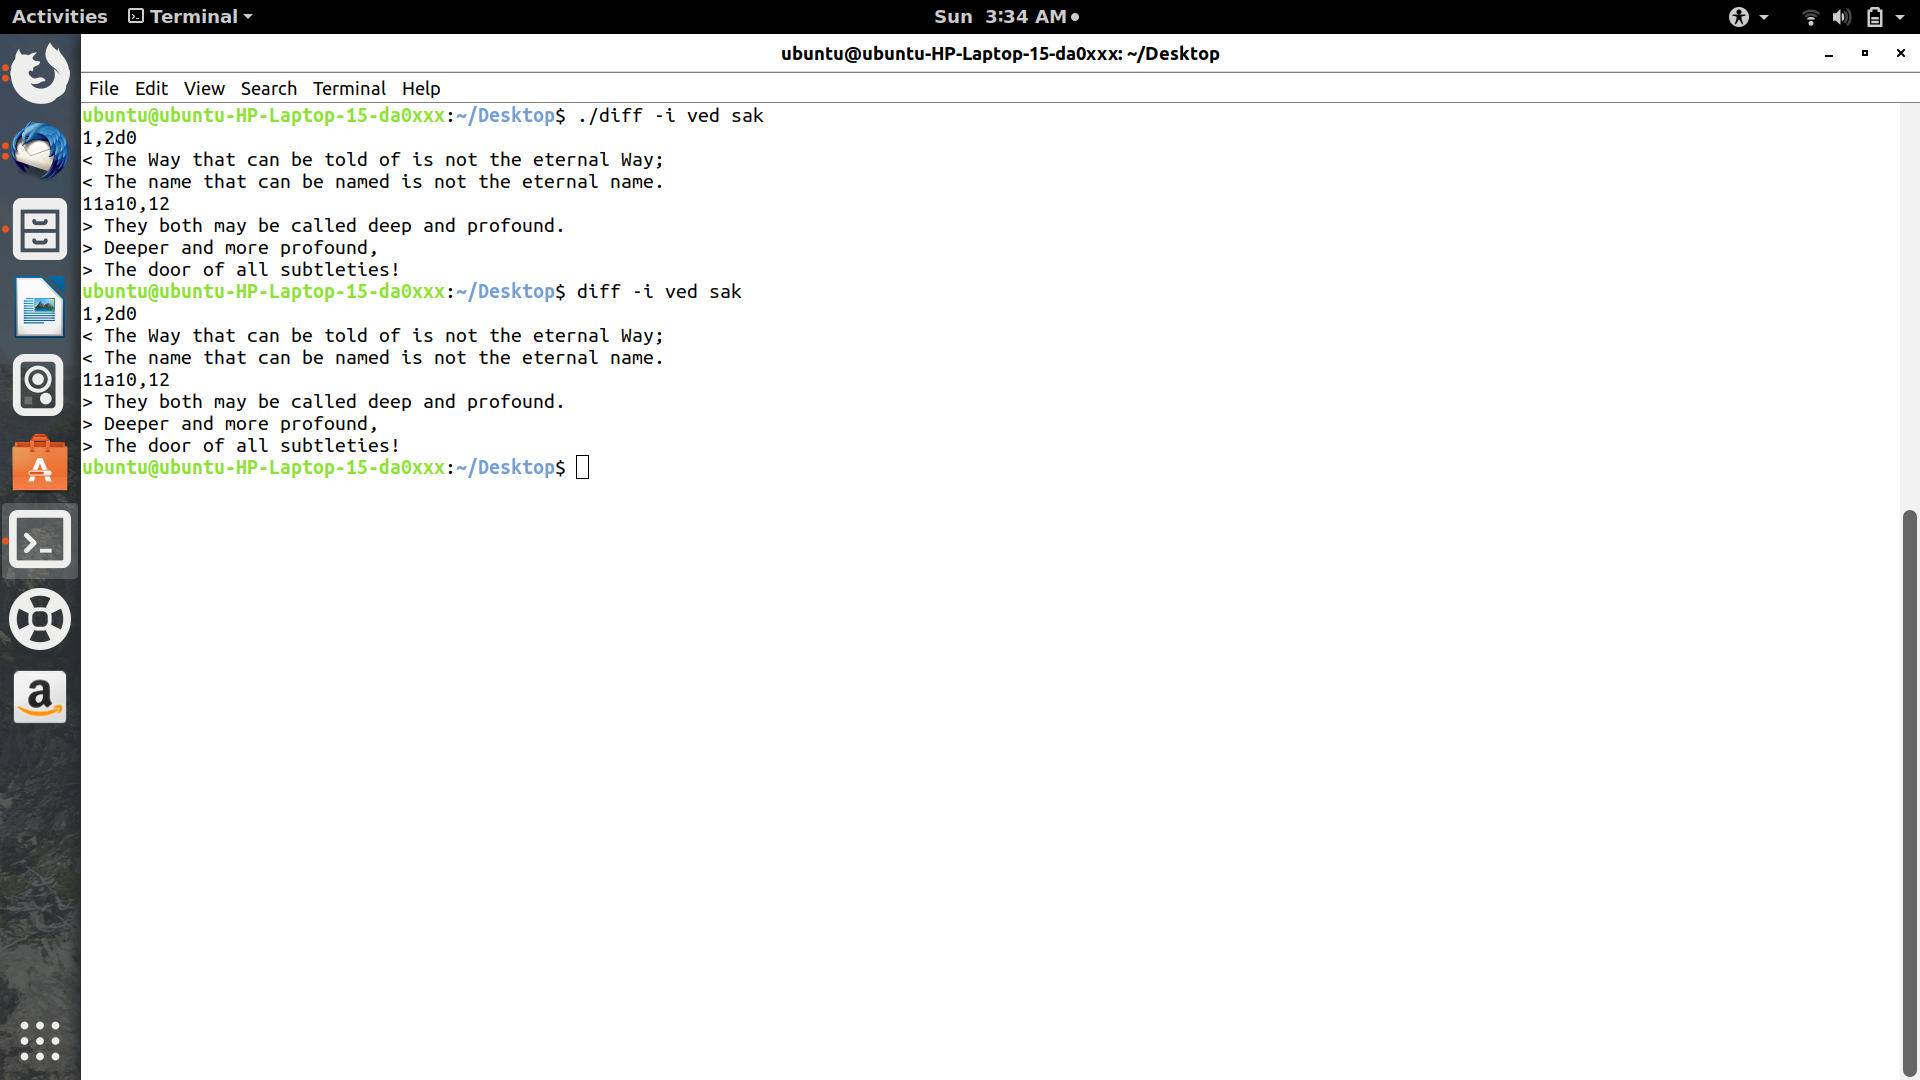 Activities Terminal Sun 3:34 AM
ubuntu@ubuntu-HP-Laptop-15-da0xxx: ~/Desktop
File Edit View Search Terminal Help
ubuntu@ubuntu-HP-Laptop-15-da0xxx:~/Desktop$ ./diff -i ved sak
1,2d0
< The Way that can be told of is not the eternal Way;
< The name that can be named is not the eternal name.
11a10,12
> They both may be called deep and profound.
> Deeper and more profound,
> The door of all subtleties!
ubuntu@ubuntu-HP-Laptop-15-da0xxx:~/Desktop$ diff -i ved sak
1,2d0
< The Way that can be told of is not the eternal Way;
< The name that can be named is not the eternal name.
11a10,12
> They both may be called deep and profound.
> Deeper and more profound,
> The door of all subtleties!
ubuntu@ubuntu-HP-Laptop-15-da0xxx:~/Desktop$